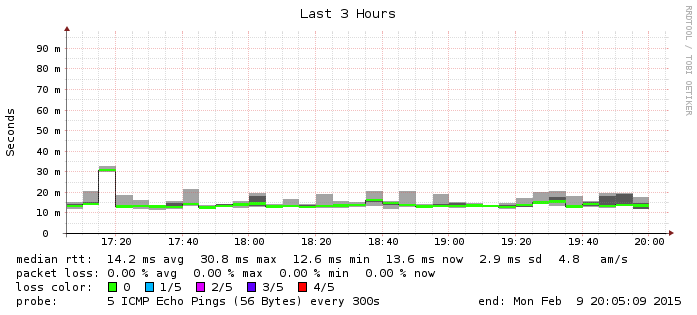 Last 3 Hours
RRDTOOL / TOBI OETIKER
Seconds
90 m
80 m
70 m
60 m
50 m
40 m
30 m
20 m
10 m
0
17:20 17:40 18:00 18:20 18:40 19:00 19:20 19:40 20:00
median rtt: 14.2 ms avg 30.8 ms max 12.6 ms min 13.6 ms now 2.9 ms sd 4.8 am/s
packet loss: 0.00 % avg 0.00 % max 0.00 % min 0.00 % now
loss color: 0 1/5 2/5 3/5 4/5
probe: 5 ICMP Echo Pings (56 Bytes) every 300s end: Mon Feb 9 20:05:09 2015